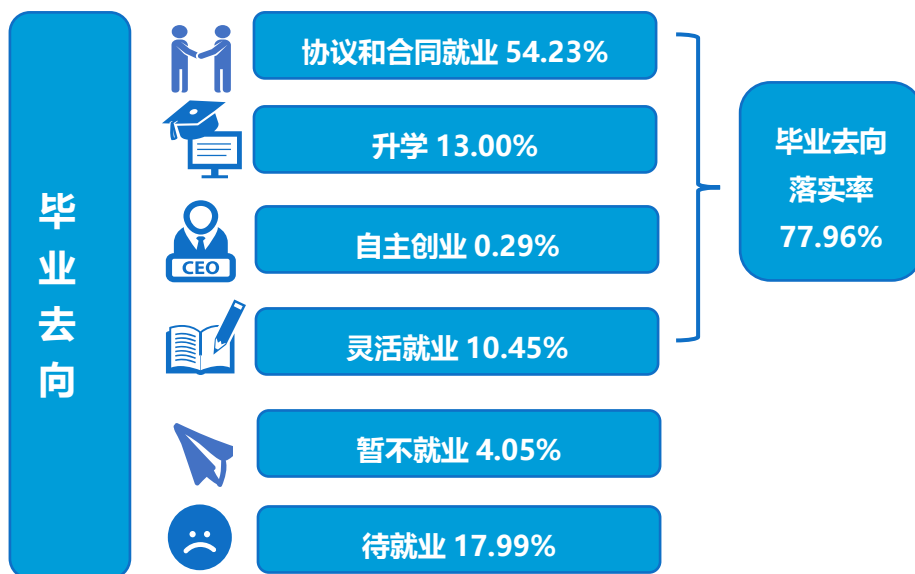 毕业去向
协议和合同就业 54.23%
升学 13.00%
CEO
自主创业 0.29%
灵活就业 10.45%
暂不就业 4.05%
待就业 17.99%
毕业去向
落实率
77.96%